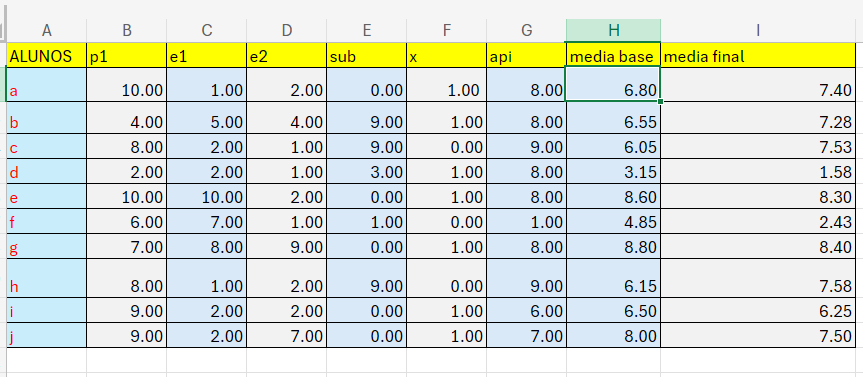 A B C D E F G H I
ALUNOS p1 e1 e2 sub x api media base media final
a 10.00 1.00 2.00 0.00 1.00 8.00 6.80 7.40
b 4.00 5.00 4.00 9.00 1.00 8.00 6.55 7.28
c 8.00 2.00 1.00 9.00 0.00 9.00 6.05 7.53
d 2.00 2.00 1.00 3.00 1.00 8.00 3.15 1.58
e 10.00 10.00 2.00 0.00 1.00 8.00 8.60 8.30
f 6.00 7.00 1.00 1.00 0.00 1.00 4.85 2.43
g 7.00 8.00 9.00 0.00 1.00 8.00 8.80 8.40
h 8.00 1.00 2.00 9.00 0.00 9.00 6.15 7.58
i 9.00 2.00 2.00 0.00 1.00 6.00 6.50 6.25
j 9.00 2.00 7.00 0.00 1.00 7.00 8.00 7.50